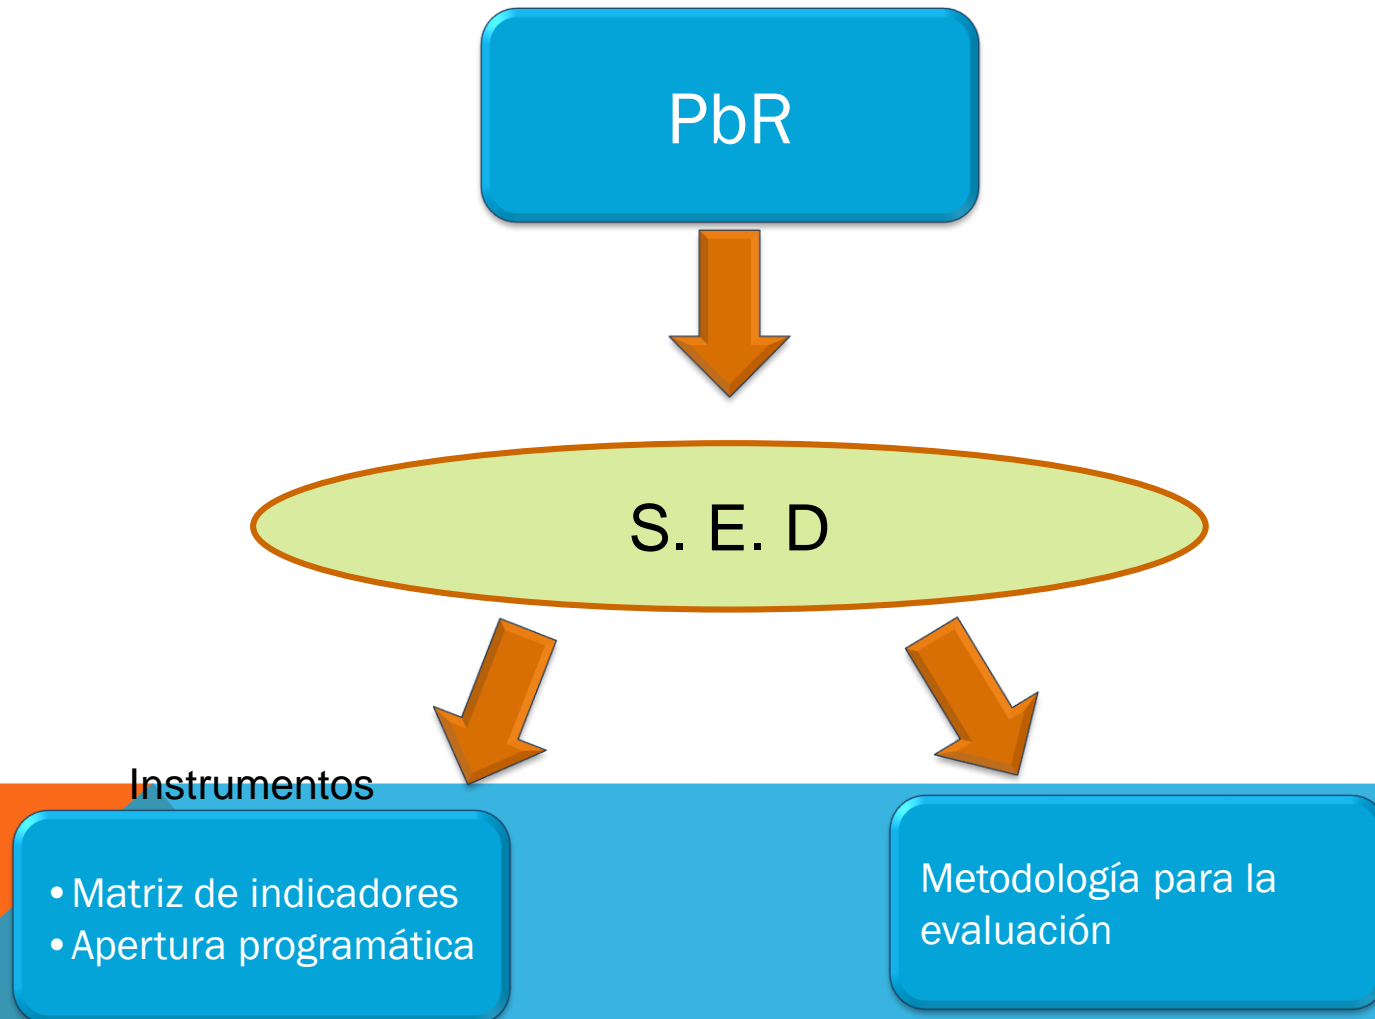 PbR
S. E. D
Instrumentos
•Matriz de indicadores
•Apertura programática
Metodología para la
evaluación